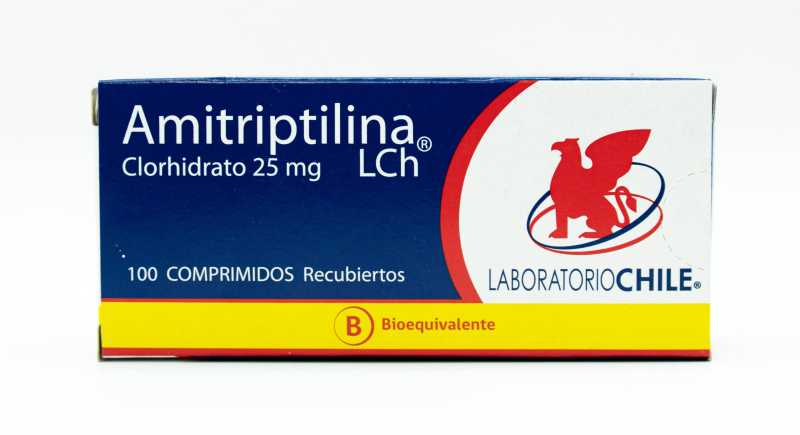 Amitriptilina®
Clorhidrato 25 mg LCh
100 COMPRIMIDOS Recubiertos
LABORATORIOCHILE®
B Bioequivalente